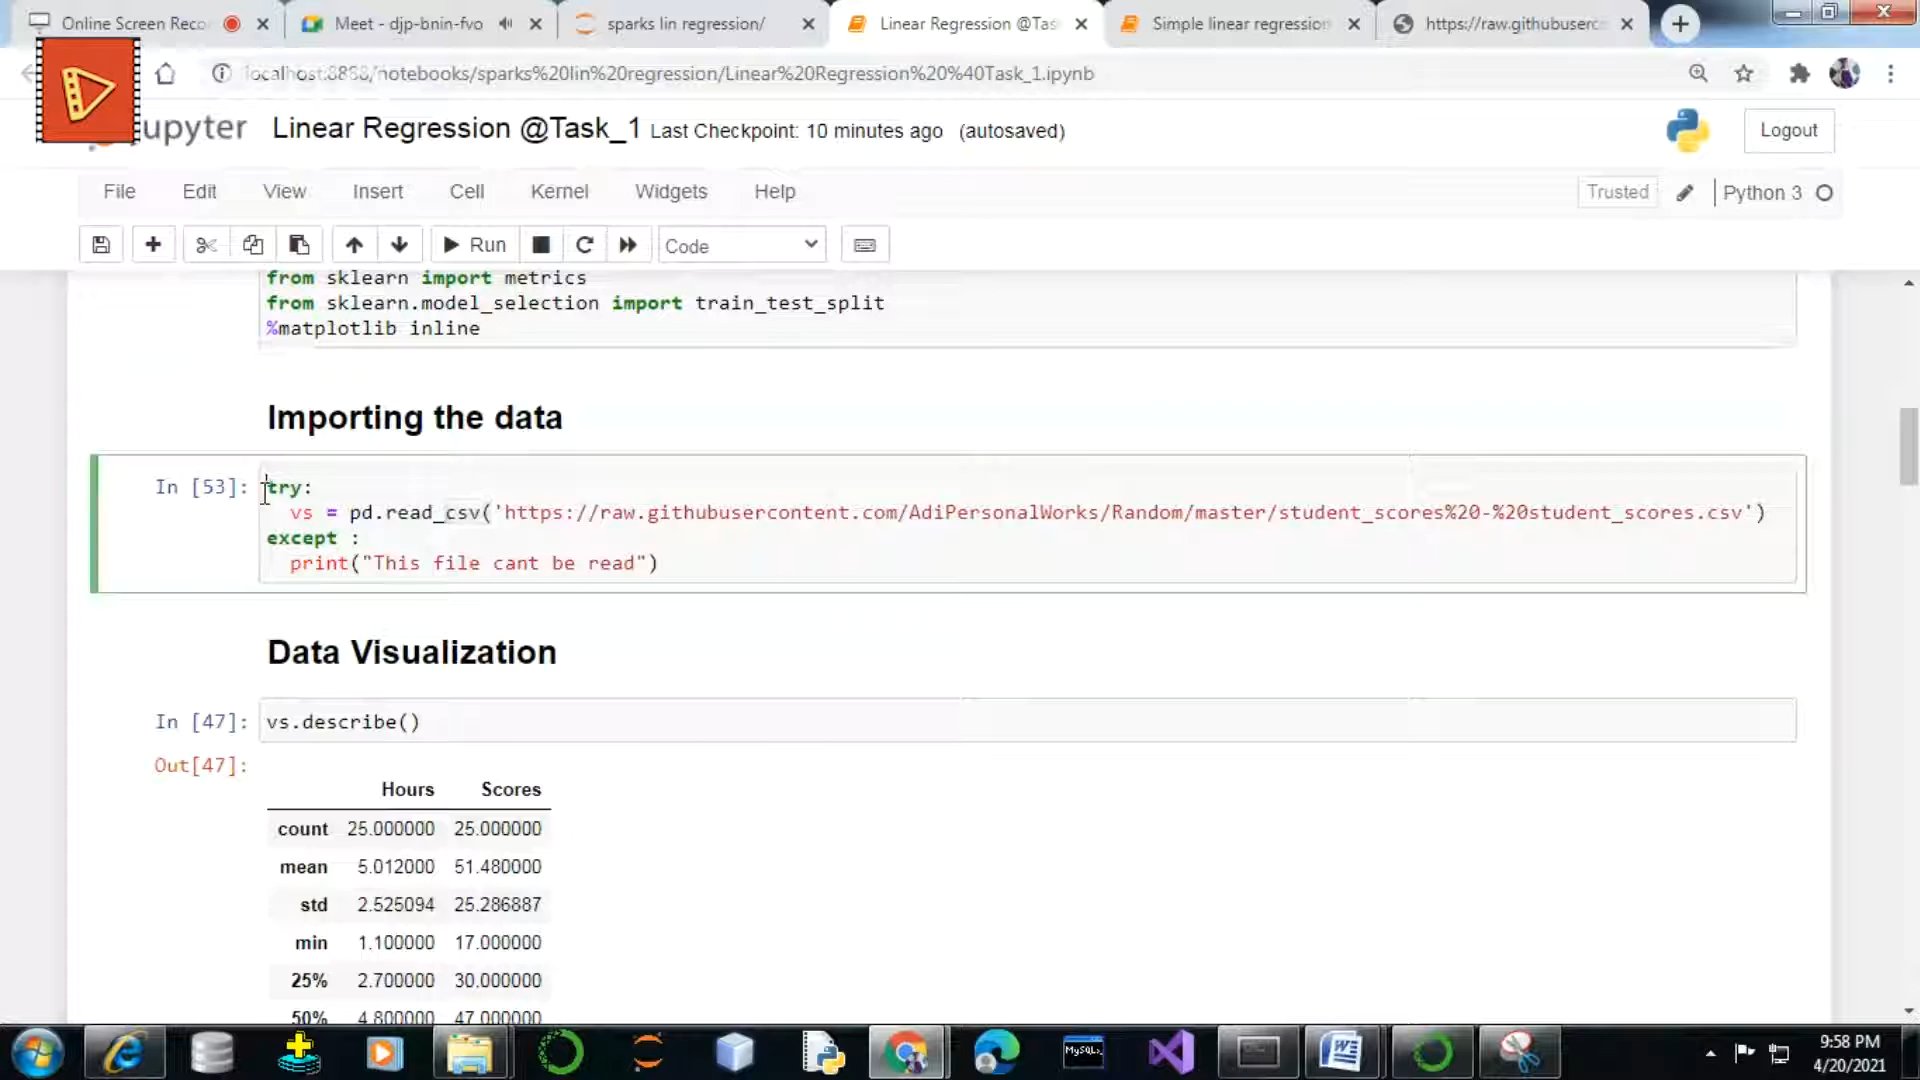 Online Screen Reco
Meet - djp-bnin-fvo
sparks lin regression/
Linear Regression @Tas
Simple linear regression
https://raw.githubuserc
localhost:8888/notebooks/sparks%20lin%20regression/Linear%20Regression%20%40Task_1.ipynb
upyter
Linear Regression @Task_1 Last Checkpoint: 10 minutes ago (autosaved)
Logout
File Edit View Insert Cell Kernel Widgets Help
Trusted
Python 3
Run
Code
from sklearn import metrics
from sklearn.model_selection import train_test_split
%matplotlib inline
Importing the data
In [53]:
try:
vs = pd.read_csv('https://raw.githubusercontent.com/AdiPersonalWorks/Random/master/student_scores%20-%20student_scores.csv')
except :
print("This file cant be read")
Data Visualization
In [47]: vs.describe()
Out[47]:
Hours Scores
count 25.000000 25.000000
mean 5.012000 51.480000
std 2.525094 25.286887
min 1.100000 17.000000
25% 2.700000 30.000000
50% 4.800000 47.000000
MySQL
9:58 PM
4/20/2021